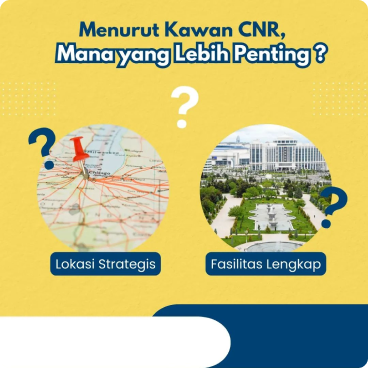 Menurut Kawan CNR,
Mana yang Lebih Penting ?
?
?
?
Lokasi Strategis
Fasilitas Lengkap